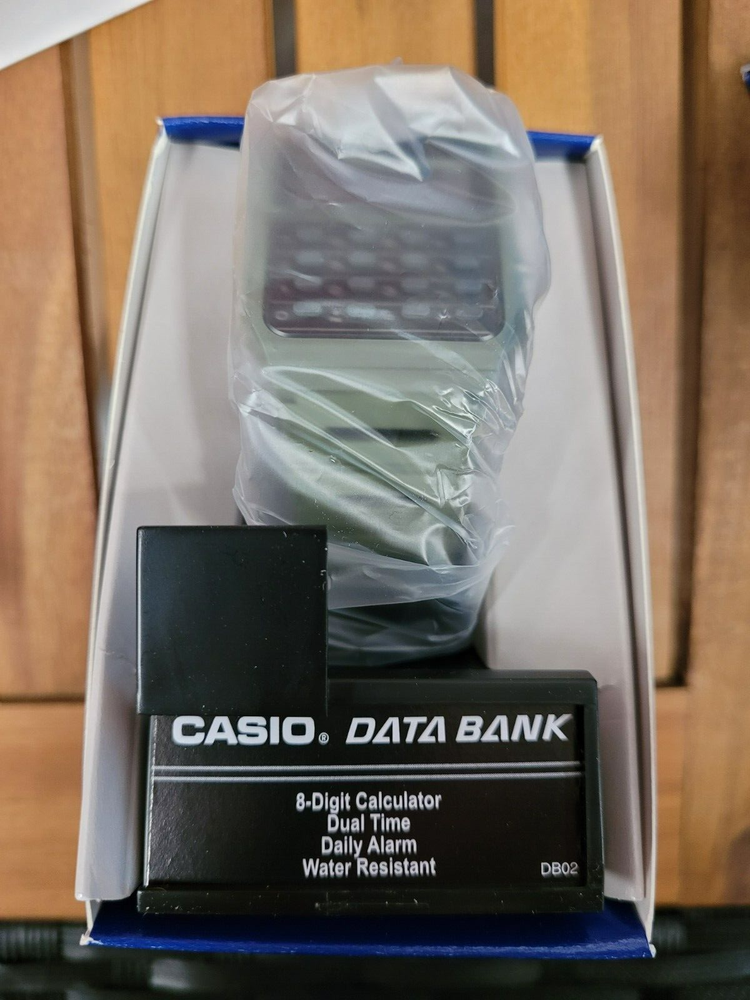 CASIO® DATA BANK
8-Digit Calculator
Dual Time
Daily Alarm
Water Resistant
DB02